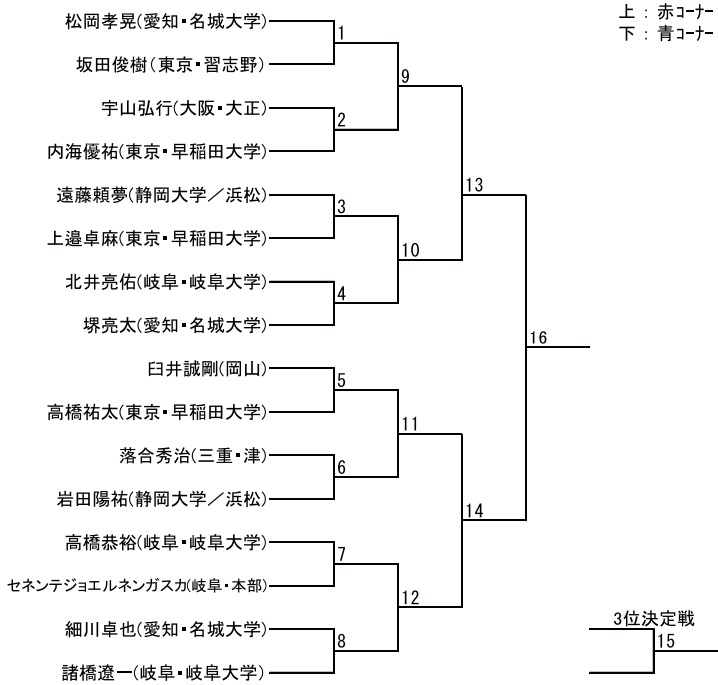 上 : 赤コーナー
下 : 青コーナー
松岡孝晃(愛知・名城大学)
1
坂田俊樹(東京・習志野)
9
宇山弘行(大阪・大正)
2
内海優祐(東京・早稲田大学)
13
遠藤頼夢(静岡大学／浜松)
3
上邉卓麻(東京・早稲田大学)
10
北井亮佑(岐阜・岐阜大学)
4
堺亮太(愛知・名城大学)
16
臼井誠剛(岡山)
5
高橋祐太(東京・早稲田大学)
11
落合秀治(三重・津)
6
岩田陽祐(静岡大学／浜松)
14
高橋恭裕(岐阜・岐阜大学)
7
セネンテジョエルネンガスカ(岐阜・本部)
12
細川卓也(愛知・名城大学)
8
諸橋遼一(岐阜・岐阜大学)
3位決定戦
15